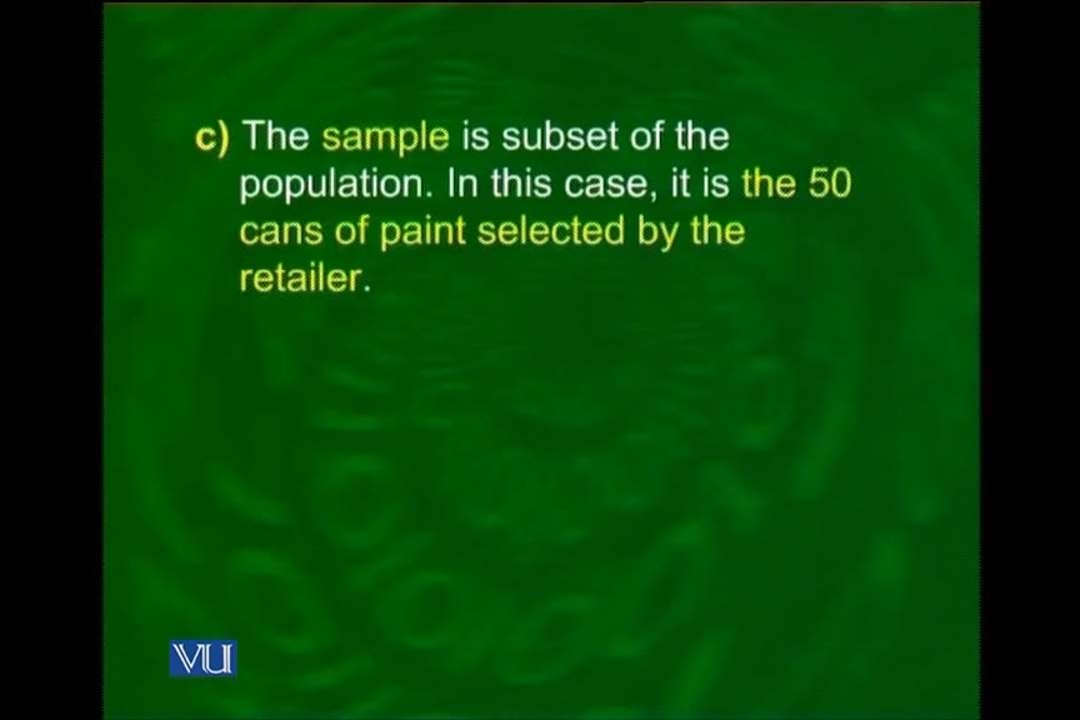 c) The sample is subset of the
population. In this case, it is the 50
cans of paint selected by the
retailer.
VU